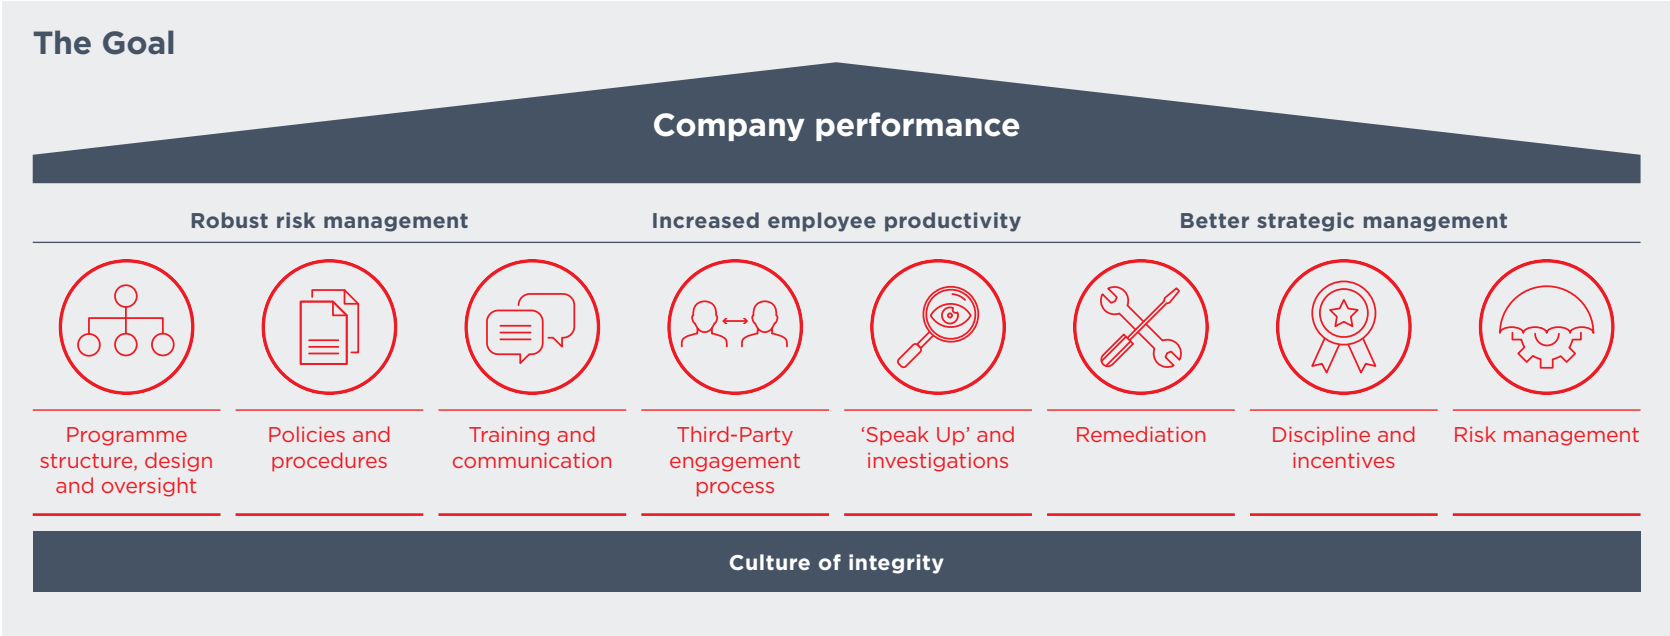 The Goal
Company performance
Robust risk management
Increased employee productivity
Better strategic management
Programme
structure, design
and oversight
Policies and
procedures
Training and
communication
Third-Party
engagement
process
‘Speak Up’ and
investigations
Remediation
Discipline and
incentives
Risk management
Culture of integrity